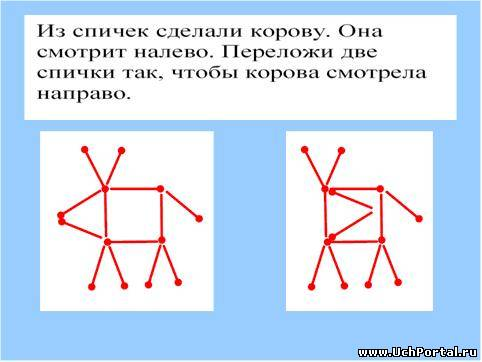 Из спичек сделали корову. Она
смотрит налево. Переложи две
спички так, чтобы корова смотрела
направо.
www.UchPortal.ru